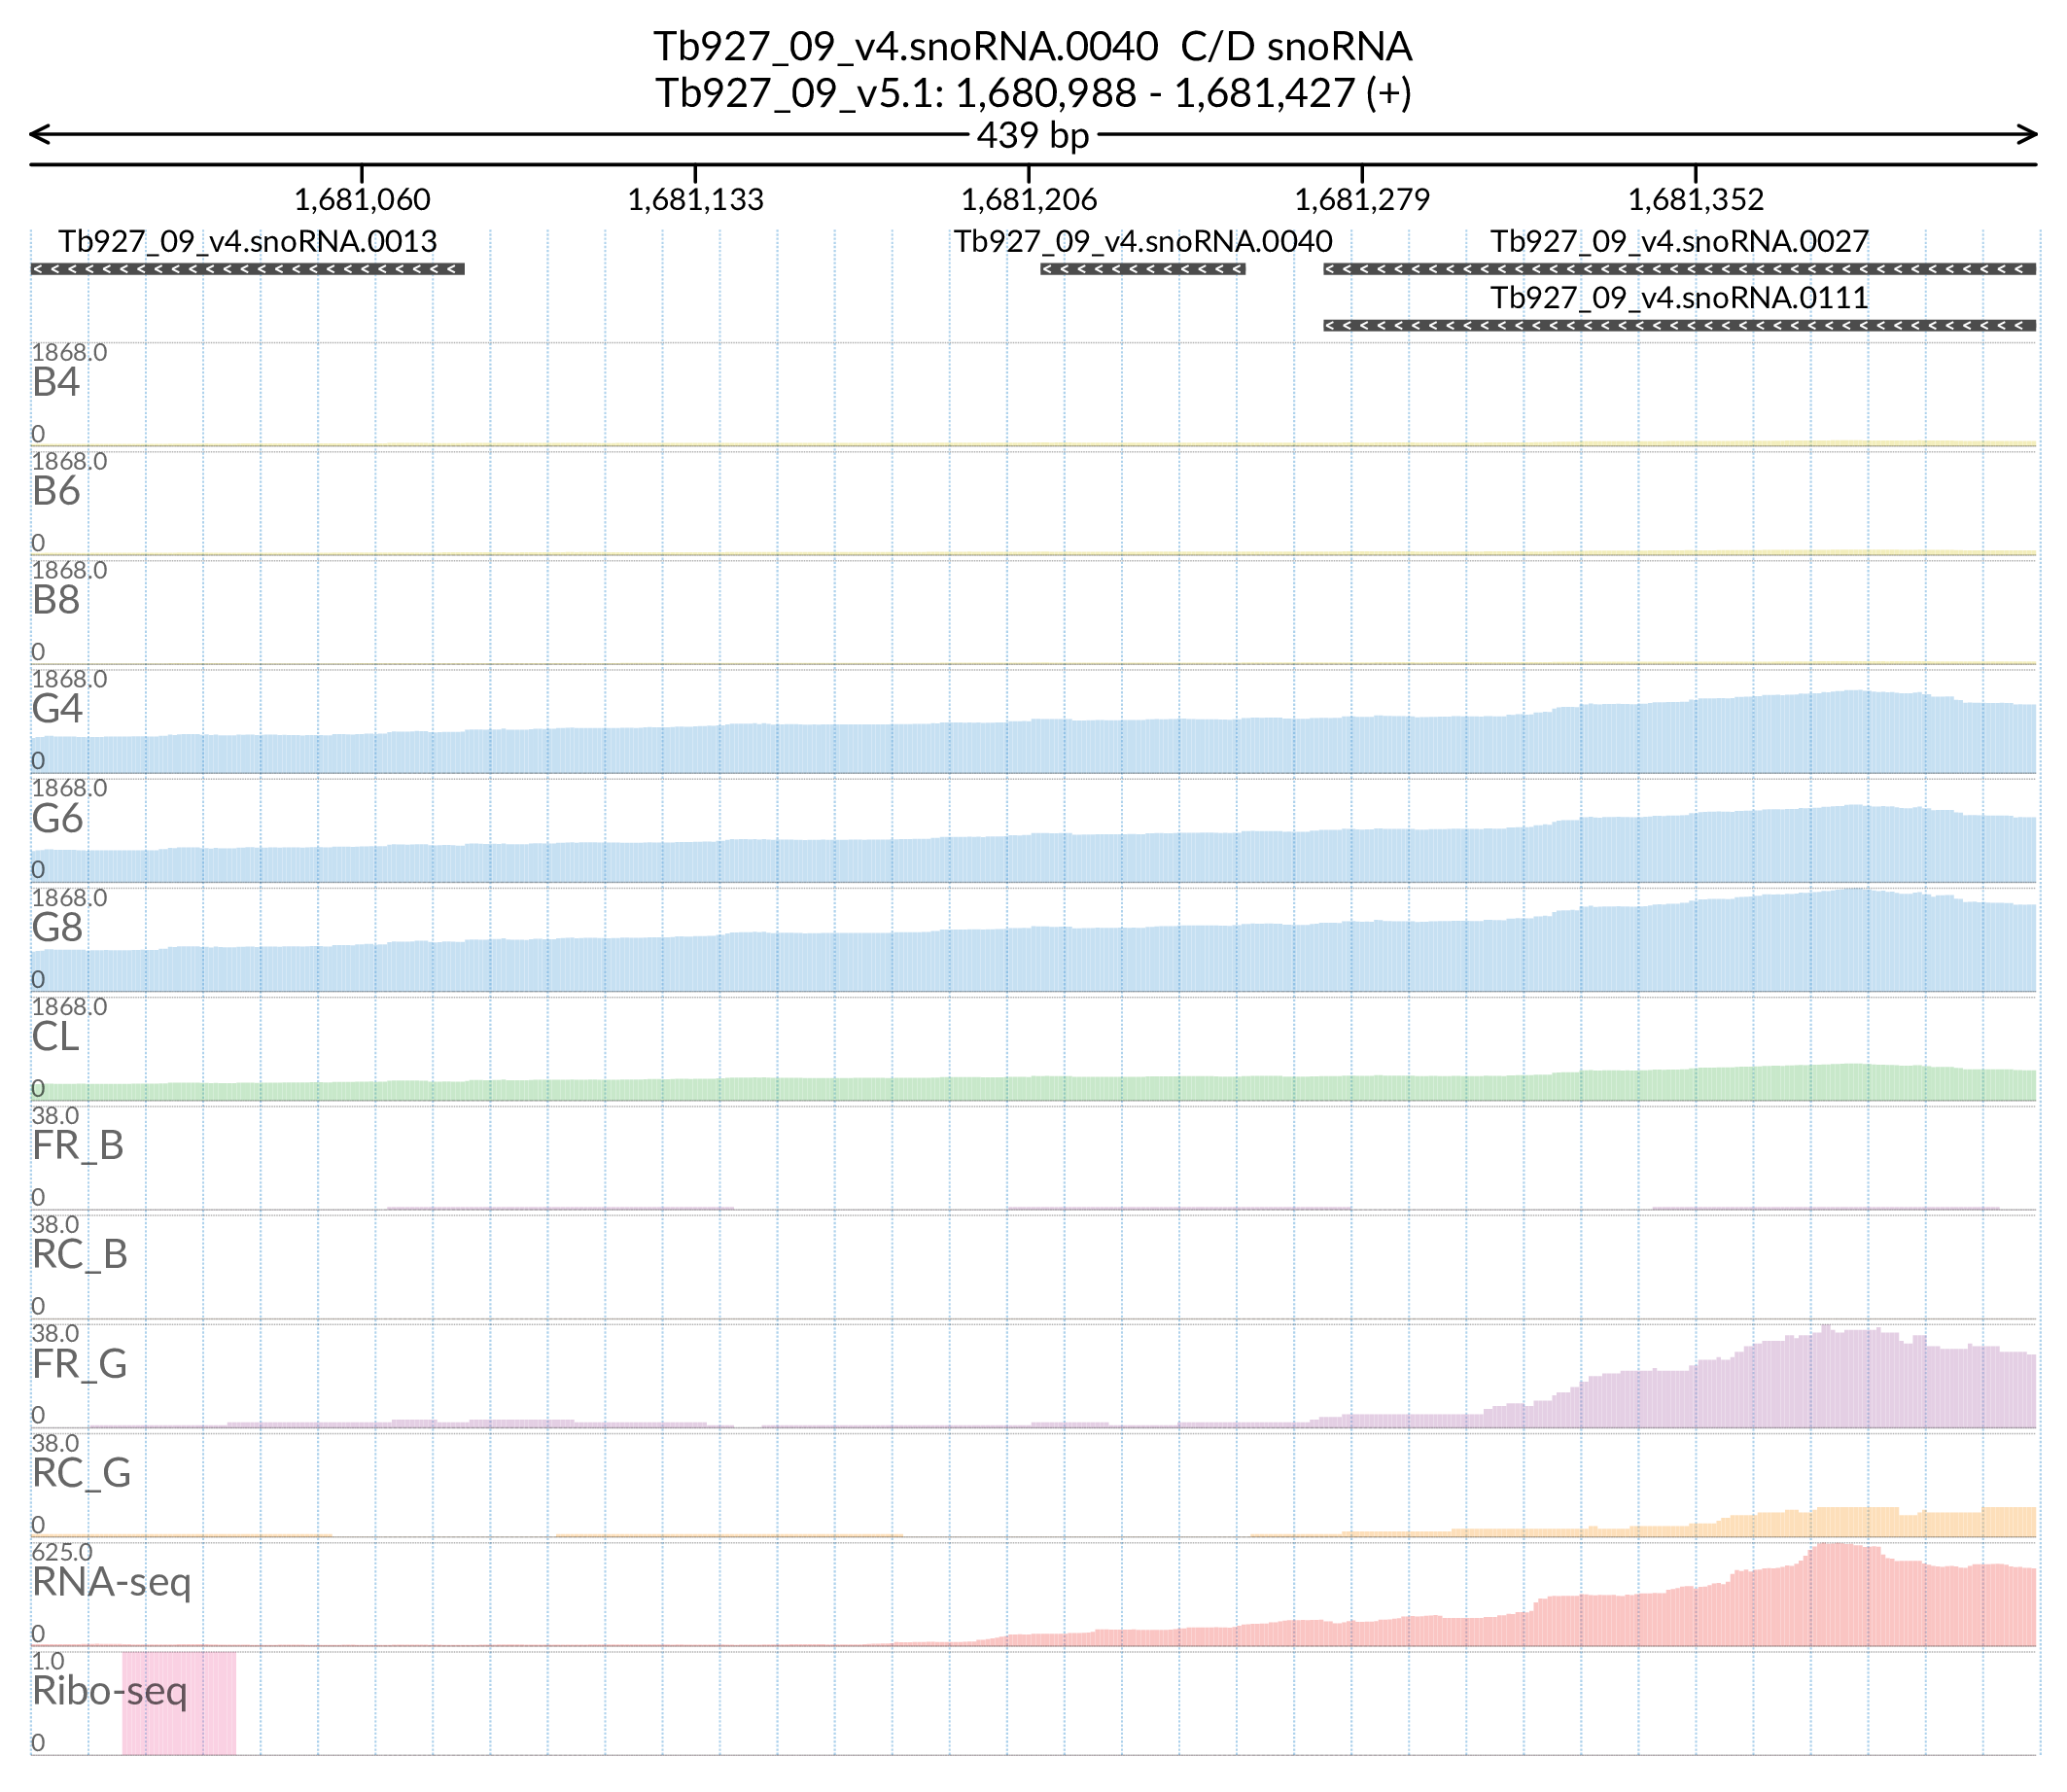 Tb927_09_v4.snoRNA.0040 C/D snoRNA
Tb927_09_v5.1: 1,680,988 - 1,681,427 (+)
439 bp
1,681,060 1,681,133 1,681,206 1,681,279 1,681,352
Tb927_09_v4.snoRNA.0013 Tb927_09_v4.snoRNA.0040 Tb927_09_v4.snoRNA.0027
Tb927_09_v4.snoRNA.0111
1868.0
B4
0
1868.0
B6
0
1868.0
B8
0
1868.0
G4
0
1868.0
G6
0
1868.0
G8
0
1868.0
CL
0
38.0
FR_B
0
38.0
RC_B
0
38.0
FR_G
0
38.0
RC_G
0
625.0
RNA-seq
0
1.0
Ribo-seq
0